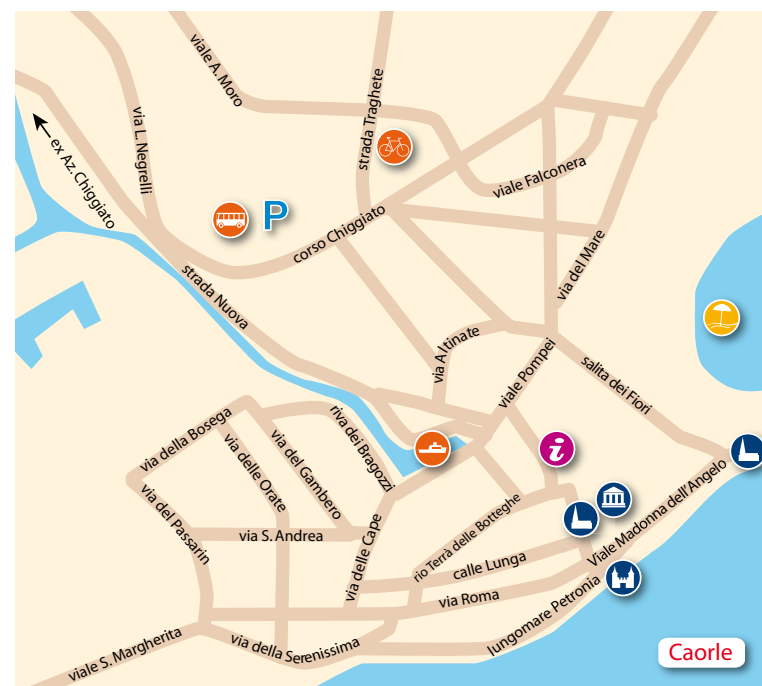 viale A. Moro
via L. Negrelli
strada Traghete
ex Az. Chiggiato
viale Falconera
P
corso Chiggiato
via del Mare
strada Nuova
via Altinate
viale Pompei
salita dei Fiori
via della Bosega
riva dei Bragozzi
via del Gambero
via delle Orate
i
via del Passarin
Viale Madonna dell'Angelo
via S. Andrea
via delle Cape
rio Terrà delle Botteghe
calle Lunga
via Roma
lungomare Petronia
viale S. Margherita
via della Serenissima
Caorle